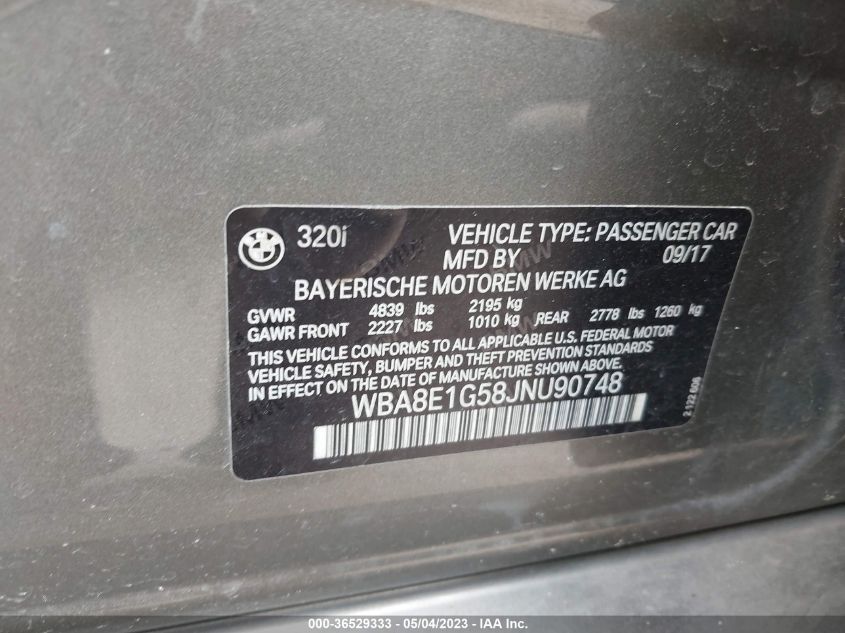 320i VEHICLE TYPE: PASSENGER CAR
MFD BY 09/17
BAYERISCHE MOTOREN WERKE AG
GVWR 4839 lbs 2195 kg
GAWR FRONT 2227 lbs 1010 kg REAR 2778 lbs 1260 kg
THIS VEHICLE CONFORMS TO ALL APPLICABLE U.S. FEDERAL MOTOR
VEHICLE SAFETY, BUMPER AND THEFT PREVENTION STANDARDS
IN EFFECT ON THE DATE OF MANUFACTURE SHOWN ABOVE.
WBA8E1G58JNU90748
000-36529333 - 05/04/2023 - IAA Inc.